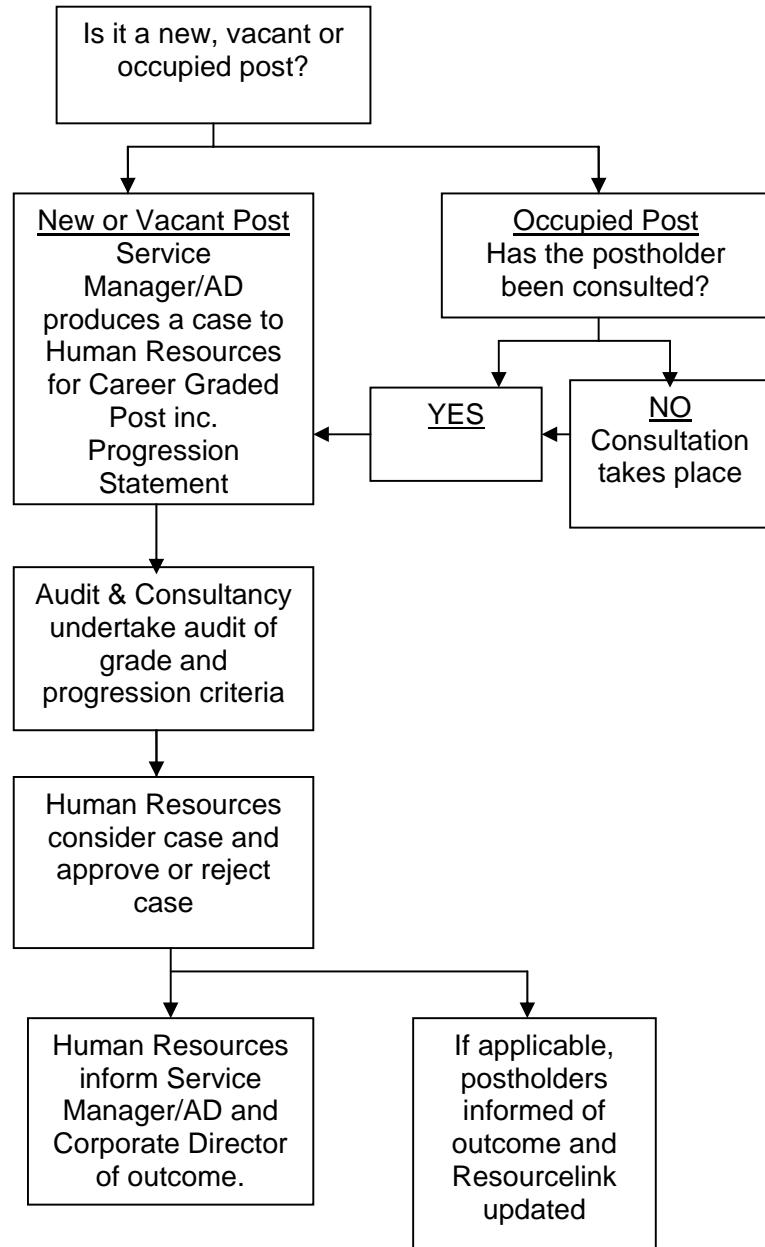 Is it a new, vacant or
occupied post?
New or Vacant Post
Service
Manager/AD
produces a case to
Human Resources
for Career Graded
Post inc.
Progression
Statement
Occupied Post
Has the postholder
been consulted?
YES
NO
Consultation
takes place
Audit & Consultancy
undertake audit of
grade and
progression criteria
Human Resources
consider case and
approve or reject
case
Human Resources
inform Service
Manager/AD and
Corporate Director
of outcome.
If applicable,
postholders
informed of
outcome and
Resourcelink
updated